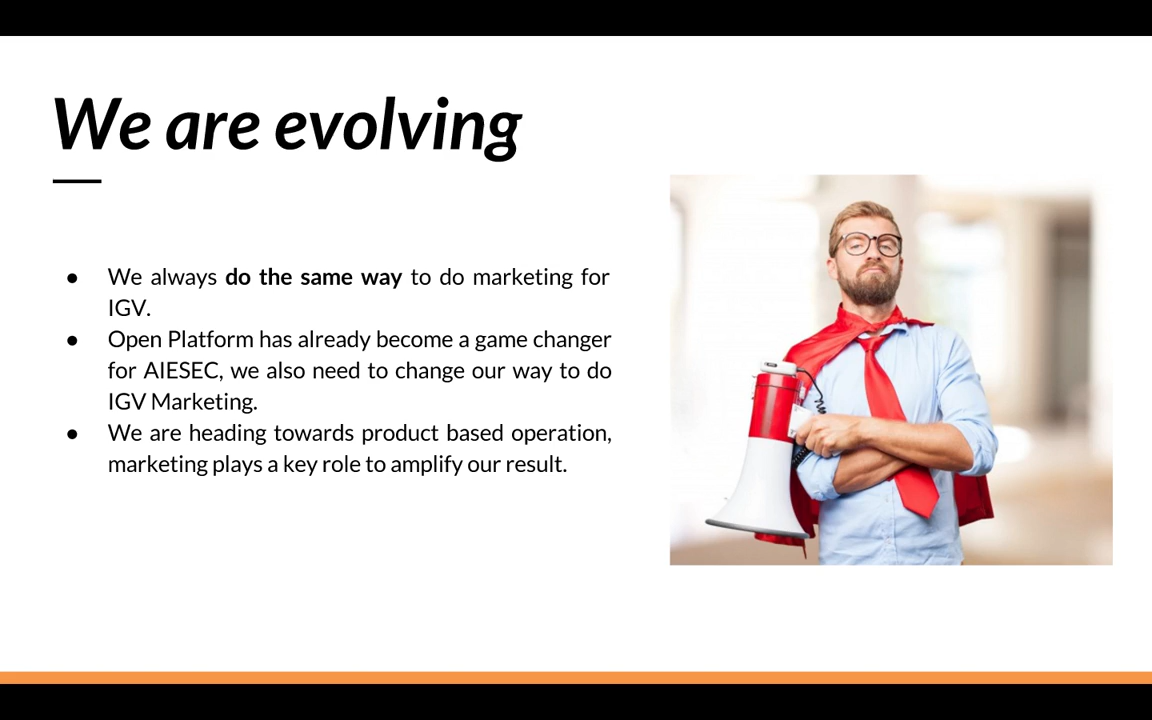 We are evolving
● We always do the same way to do marketing for
IGV.
● Open Platform has already become a game changer
for AIESEC, we also need to change our way to do
IGV Marketing.
● We are heading towards product based operation,
marketing plays a key role to amplify our result.